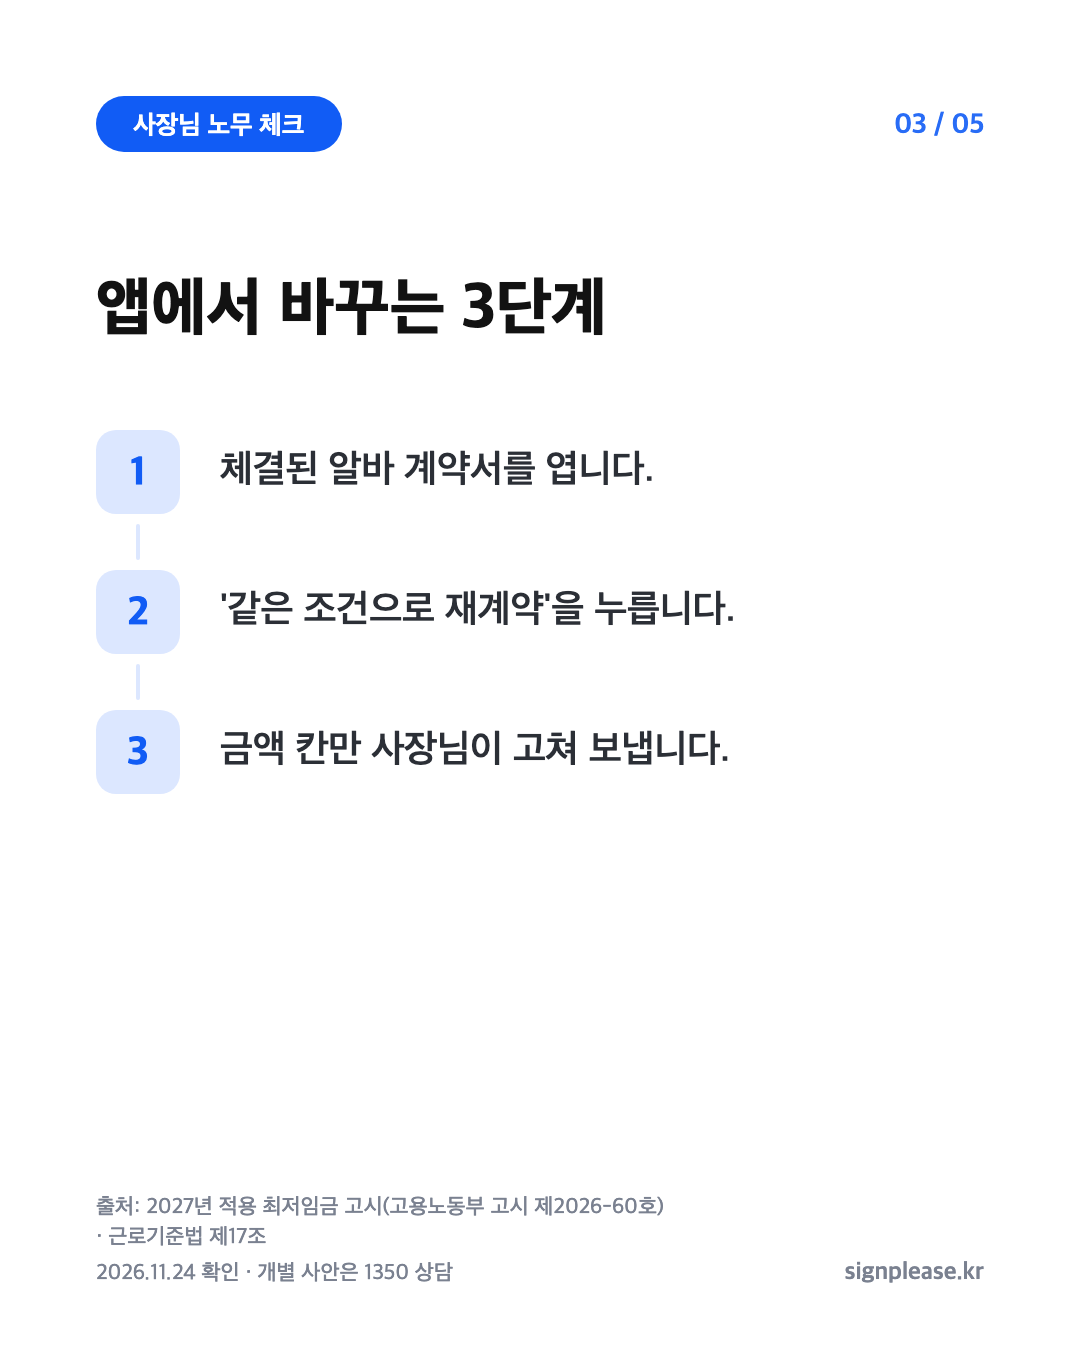 사장님 노무 체크
03 / 05
앱에서 바꾸는 3단계
1
체결된 알바 계약서를 엽니다.
2
'같은 조건으로 재계약'을 누릅니다.
3
금액 칸만 사장님이 고쳐 보냅니다.
출처: 2027년 적용 최저임금 고시(고용노동부 고시 제2026-60호)
· 근로기준법 제17조
2026.11.24 확인 · 개별 사안은 1350 상담
signplease.kr